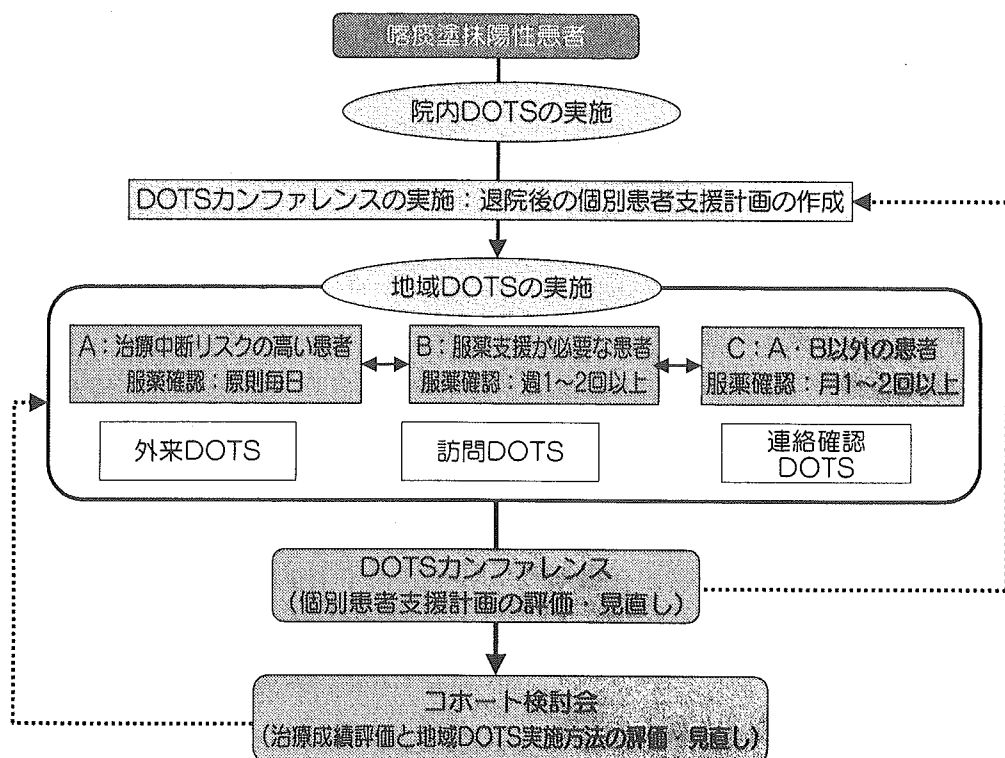 喀痰塗抹陽性患者
院内DOTSの実施
DOTSカンファレンスの実施：退院後の個別患者支援計画の作成
地域DOTSの実施
A：治療中断リスクの高い患者
服薬確認：原則毎日
B：服薬支援が必要な患者
服薬確認：週1～2回以上
C：A・B以外の患者
服薬確認：月1～2回以上
外来DOTS
訪問DOTS
連絡確認
DOTS
DOTSカンファレンス
（個別患者支援計画の評価・見直し）
コホート検討会
（治療成績評価と地域DOTS実施方法の評価・見直し）